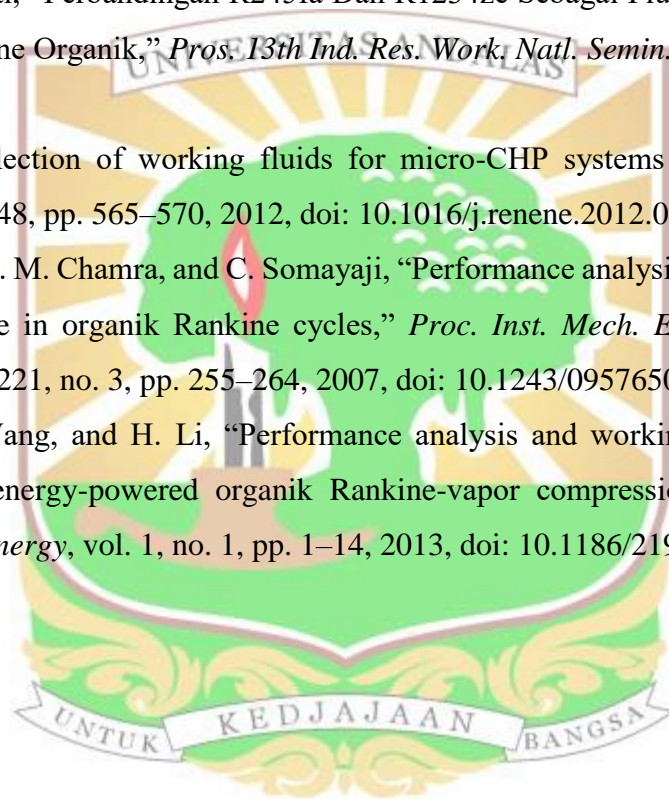 “Perbandingan R245fa Dan R1234ze Sebagai
ne Organik,” Pros. 13th Ind. Res. Work. Natl. Semin.
UNIVERSITAS ANDALAS
lection of working fluids for micro-CHP systems
48, pp. 565–570, 2012, doi: 10.1016/j.renene.2012.0
. M. Chamra, and C. Somayaji, “Performance analysi
e in organik Rankine cycles,” Proc. Inst. Mech. E
221, no. 3, pp. 255–264, 2007, doi: 10.1243/0957650
ang, and H. Li, “Performance analysis and workin
energy-powered organik Rankine-vapor compressi
nergy, vol. 1, no. 1, pp. 1–14, 2013, doi: 10.1186/219
UNTUK KEDJAJAAN BANGSA